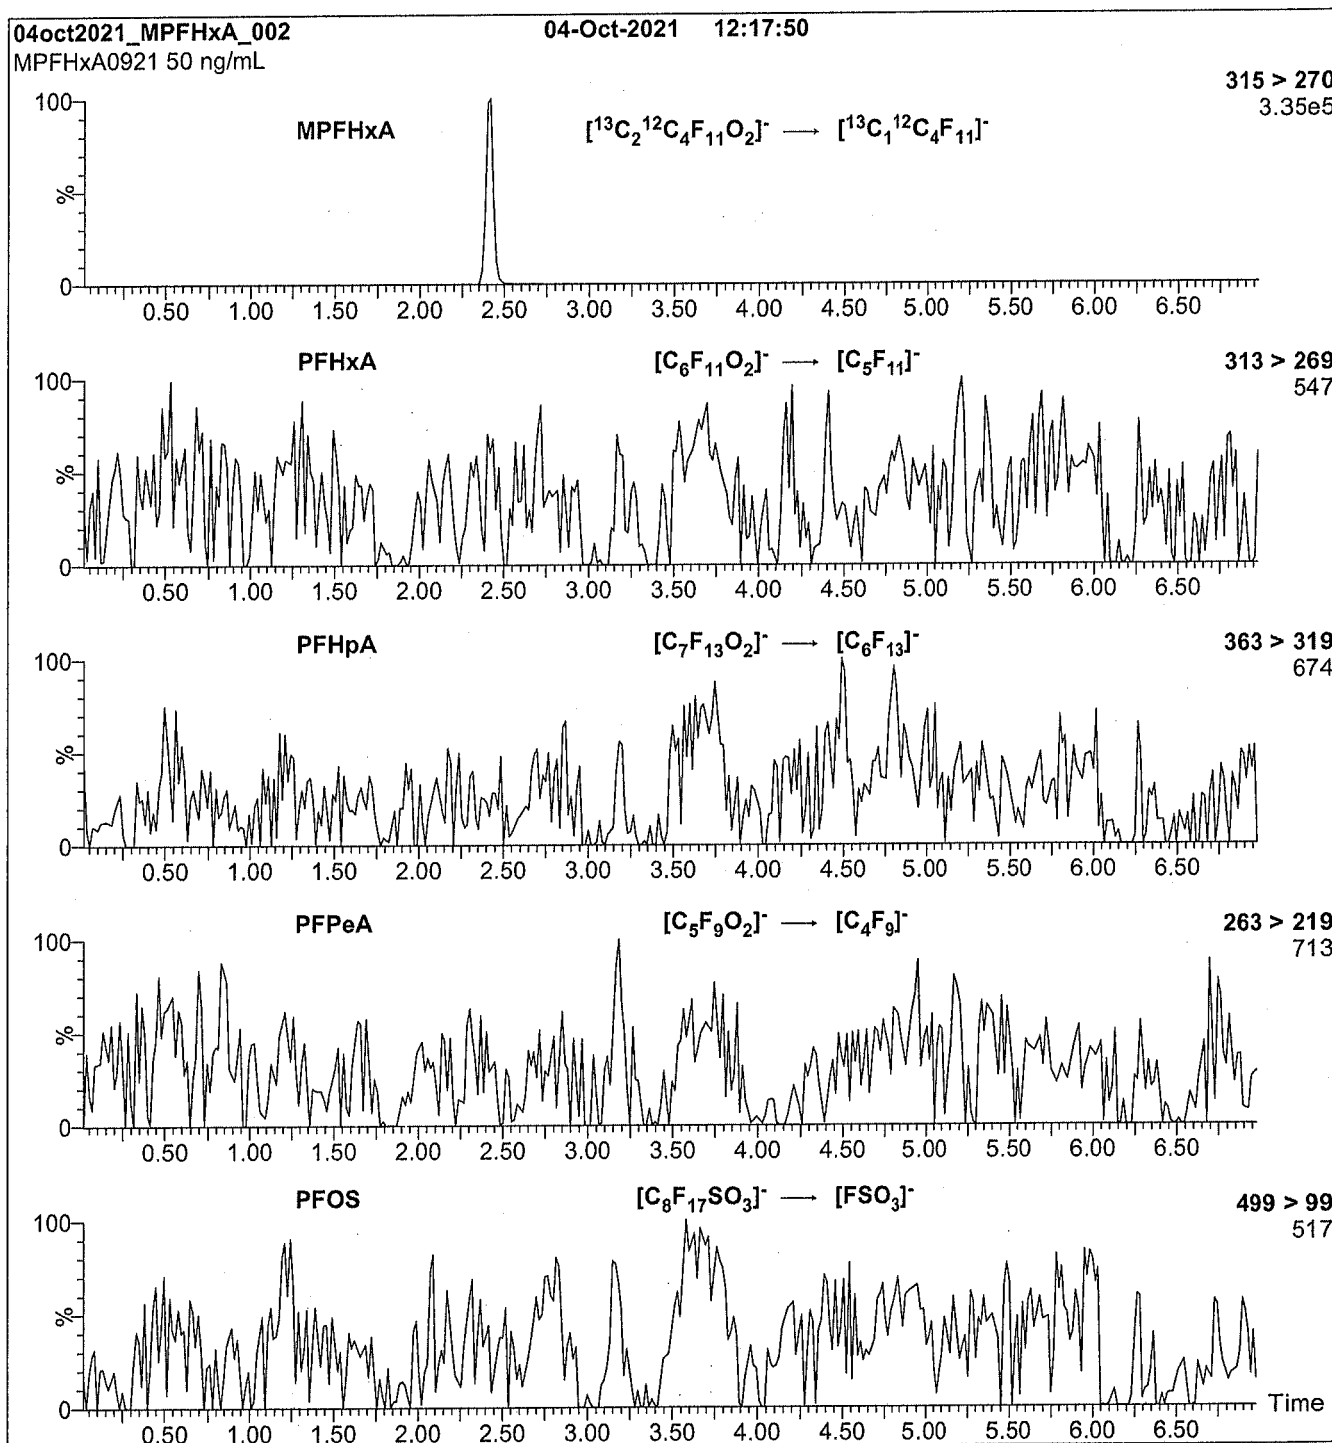 04oct2021_MPFHxA_002 04-Oct-2021 12:17:50
MPFHxA0921 50 ng/mL
315 > 270
3.35e5
MPFHxA [¹³C₂¹²C₄F₁₁O₂]⁻ → [¹³C₁¹²C₄F₁₁]⁻
100
%
0
0.50 1.00 1.50 2.00 2.50 3.00 3.50 4.00 4.50 5.00 5.50 6.00 6.50
PFHxA [C₆F₁₁O₂]⁻ → [C₅F₁₁]⁻ 313 > 269
547
100
%
0
0.50 1.00 1.50 2.00 2.50 3.00 3.50 4.00 4.50 5.00 5.50 6.00 6.50
PFHpA [C₇F₁₃O₂]⁻ → [C₆F₁₃]⁻ 363 > 319
674
100
%
0
0.50 1.00 1.50 2.00 2.50 3.00 3.50 4.00 4.50 5.00 5.50 6.00 6.50
PFPeA [C₅F₉O₂]⁻ → [C₄F₉]⁻ 263 > 219
713
100
%
0
0.50 1.00 1.50 2.00 2.50 3.00 3.50 4.00 4.50 5.00 5.50 6.00 6.50
PFOS [C₈F₁₇SO₃]⁻ → [FSO₃]⁻ 499 > 99
517
100
%
0
Time
0.50 1.00 1.50 2.00 2.50 3.00 3.50 4.00 4.50 5.00 5.50 6.00 6.50